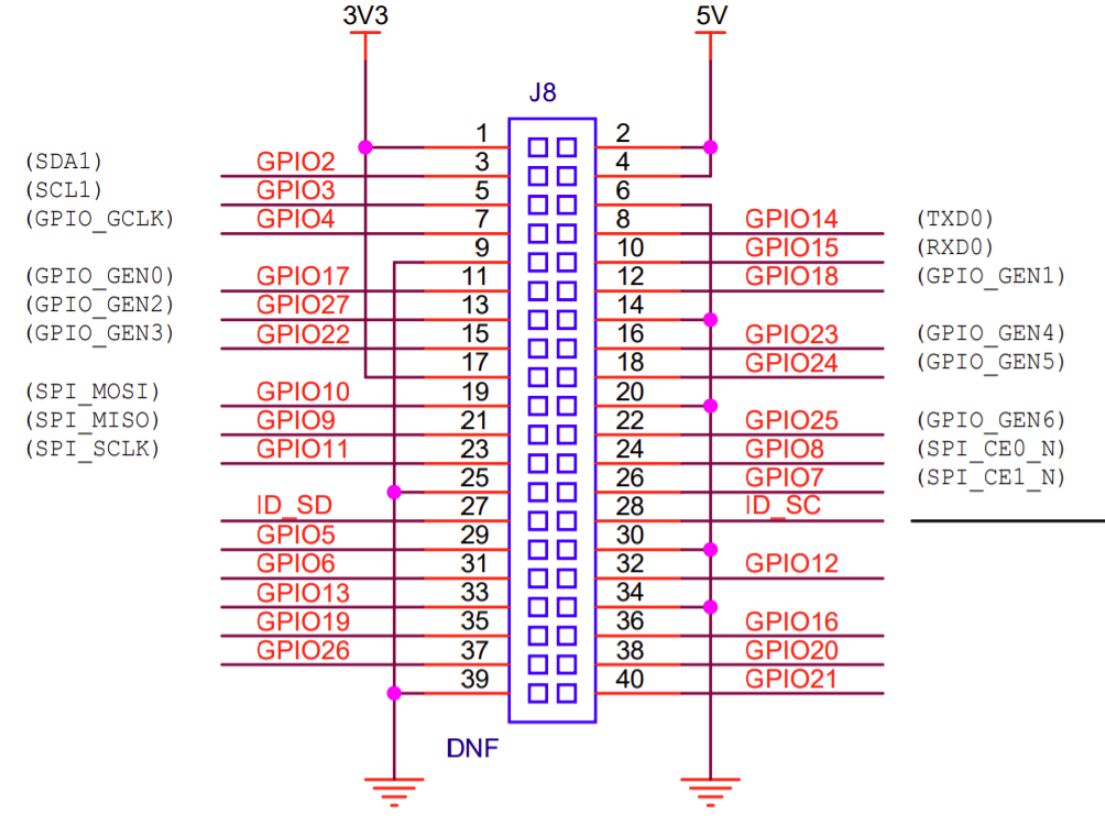 3V3 5V
J8
1 2
(SDA1) GPIO2 3 4
(SCL1) GPIO3 5 6
(GPIO_GCLK) GPIO4 7 8 GPIO14 (TXD0)
9 10 GPIO15 (RXD0)
(GPIO_GEN0) GPIO17 11 12 GPIO18 (GPIO_GEN1)
(GPIO_GEN2) GPIO27 13 14
(GPIO_GEN3) GPIO22 15 16 GPIO23 (GPIO_GEN4)
17 18 GPIO24 (GPIO_GEN5)
(SPI_MOSI) GPIO10 19 20
(SPI_MISO) GPIO9 21 22 GPIO25 (GPIO_GEN6)
(SPI_SCLK) GPIO11 23 24 GPIO8 (SPI_CE0_N)
25 26 GPIO7 (SPI_CE1_N)
ID_SD 27 28 ID_SC
GPIO5 29 30
GPIO6 31 32 GPIO12
GPIO13 33 34
GPIO19 35 36 GPIO16
GPIO26 37 38 GPIO20
39 40 GPIO21
DNF